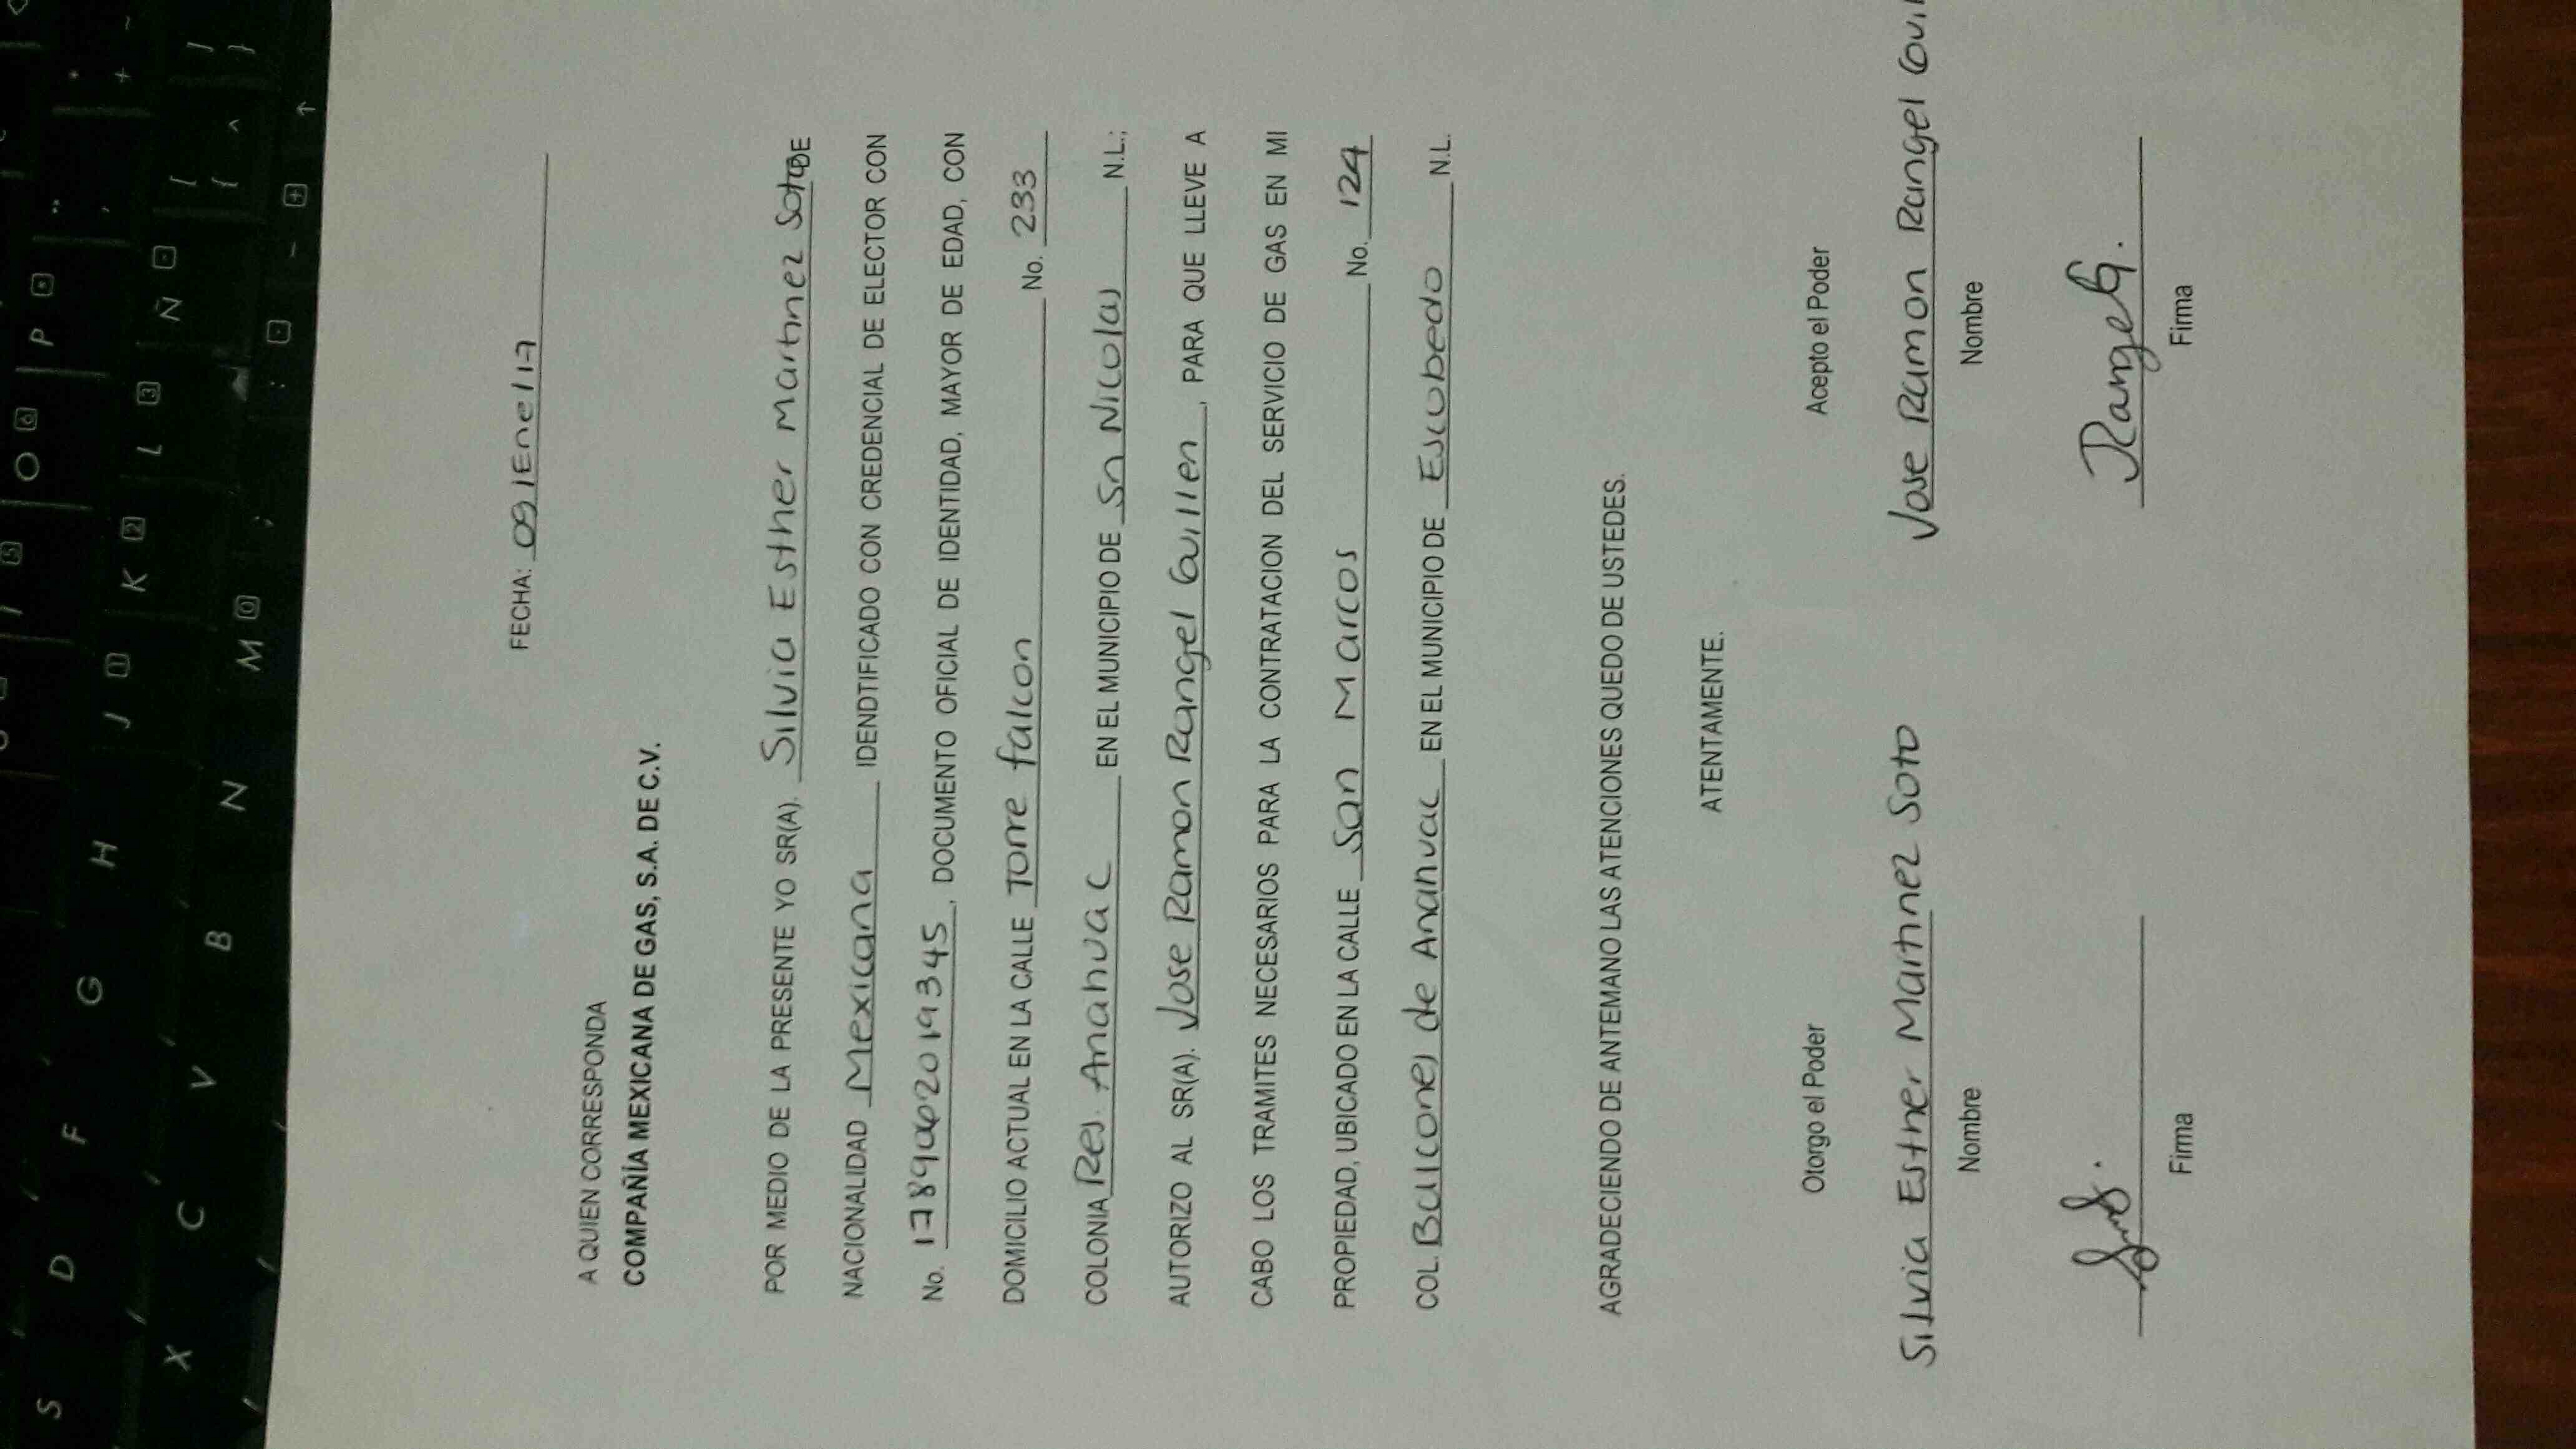 FECHA: 09/Ene/17
A QUIEN CORRESPONDA
COMPAÑÍA MEXICANA DE GAS, S.A. DE C.V.
POR MEDIO DE LA PRESENTE YO SR(A). Silvia Esther Martinez Soto DE
NACIONALIDAD Mexicana IDENDTIFICADO CON CREDENCIAL DE ELECTOR CON
No. , DOCUMENTO OFICIAL DE IDENTIDAD, MAYOR DE EDAD, CON
DOMICILIO ACTUAL EN LA CALLE Torre falcon No. 233
COLONIA Res. Anahuac EN EL MUNICIPIO DE Sn Nicolas N.L.;
AUTORIZO AL SR(A). Jose Ramon Rangel Guillen, PARA QUE LLEVE A
CABO LOS TRAMITES NECESARIOS PARA LA CONTRATACION DEL SERVICIO DE GAS EN MI
PROPIEDAD, UBICADO EN LA CALLE San Marcos No. 124
COL. Balcones de Anahuac EN EL MUNICIPIO DE Escobedo N.L.
AGRADECIENDO DE ANTEMANO LAS ATENCIONES QUEDO DE USTEDES.
ATENTAMENTE.
Otorgo el Poder Acepto el Poder
Silvia Esther Martinez Soto Jose Ramon Rangel
Nombre Nombre
Rangel G.
Firma Firma
O P
J K L Ñ
S D F G H
X C V B N M